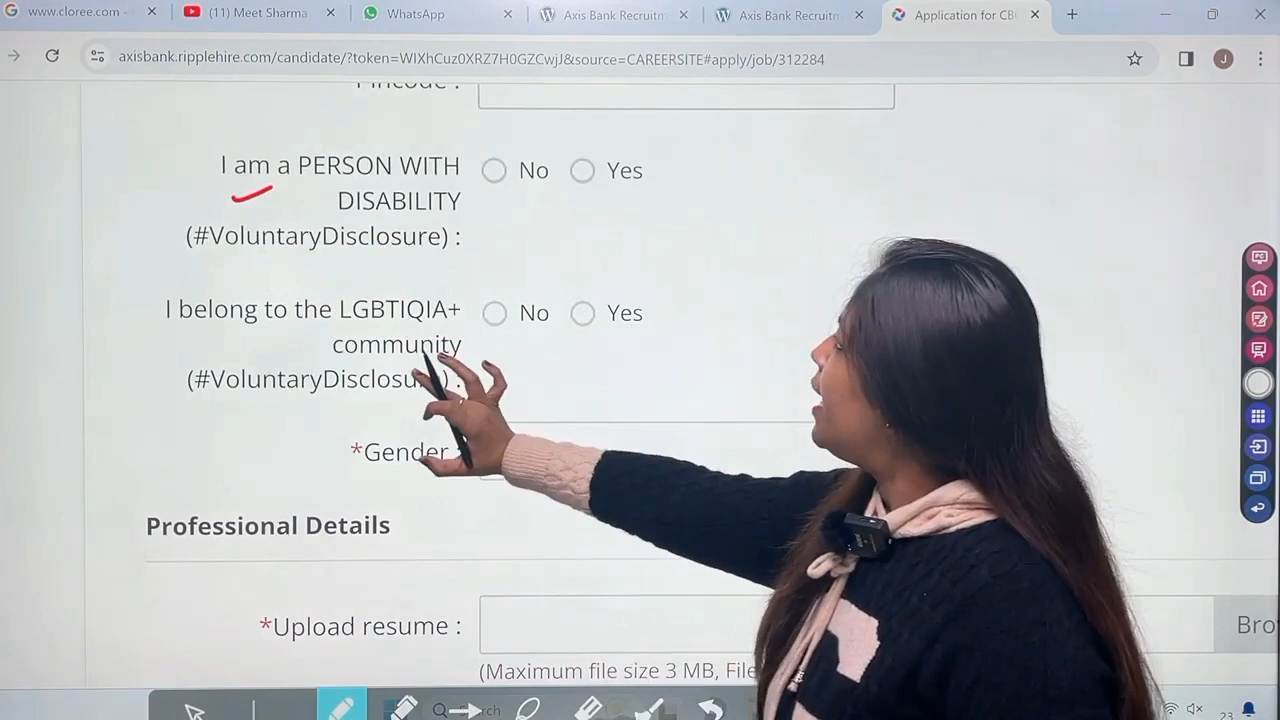 www.cloree.com -
(11) Meet Sharma
WhatsApp
Axis Bank Recruitm
Axis Bank Recruitm
Application for CB
axisbank.ripplehire.com/candidate/?token=WIXhCuz0XRZ7H0GZCwjJ&source=CAREERSITE#apply/job/312284
J
Pincode :
I am a PERSON WITH
DISABILITY
(#VoluntaryDisclosure) :
No Yes
I belong to the LGBTIQIA+
community
(#VoluntaryDisclosure) :
No Yes
*Gender :
Professional Details
*Upload resume :
Bro
(Maximum file size 3 MB, File